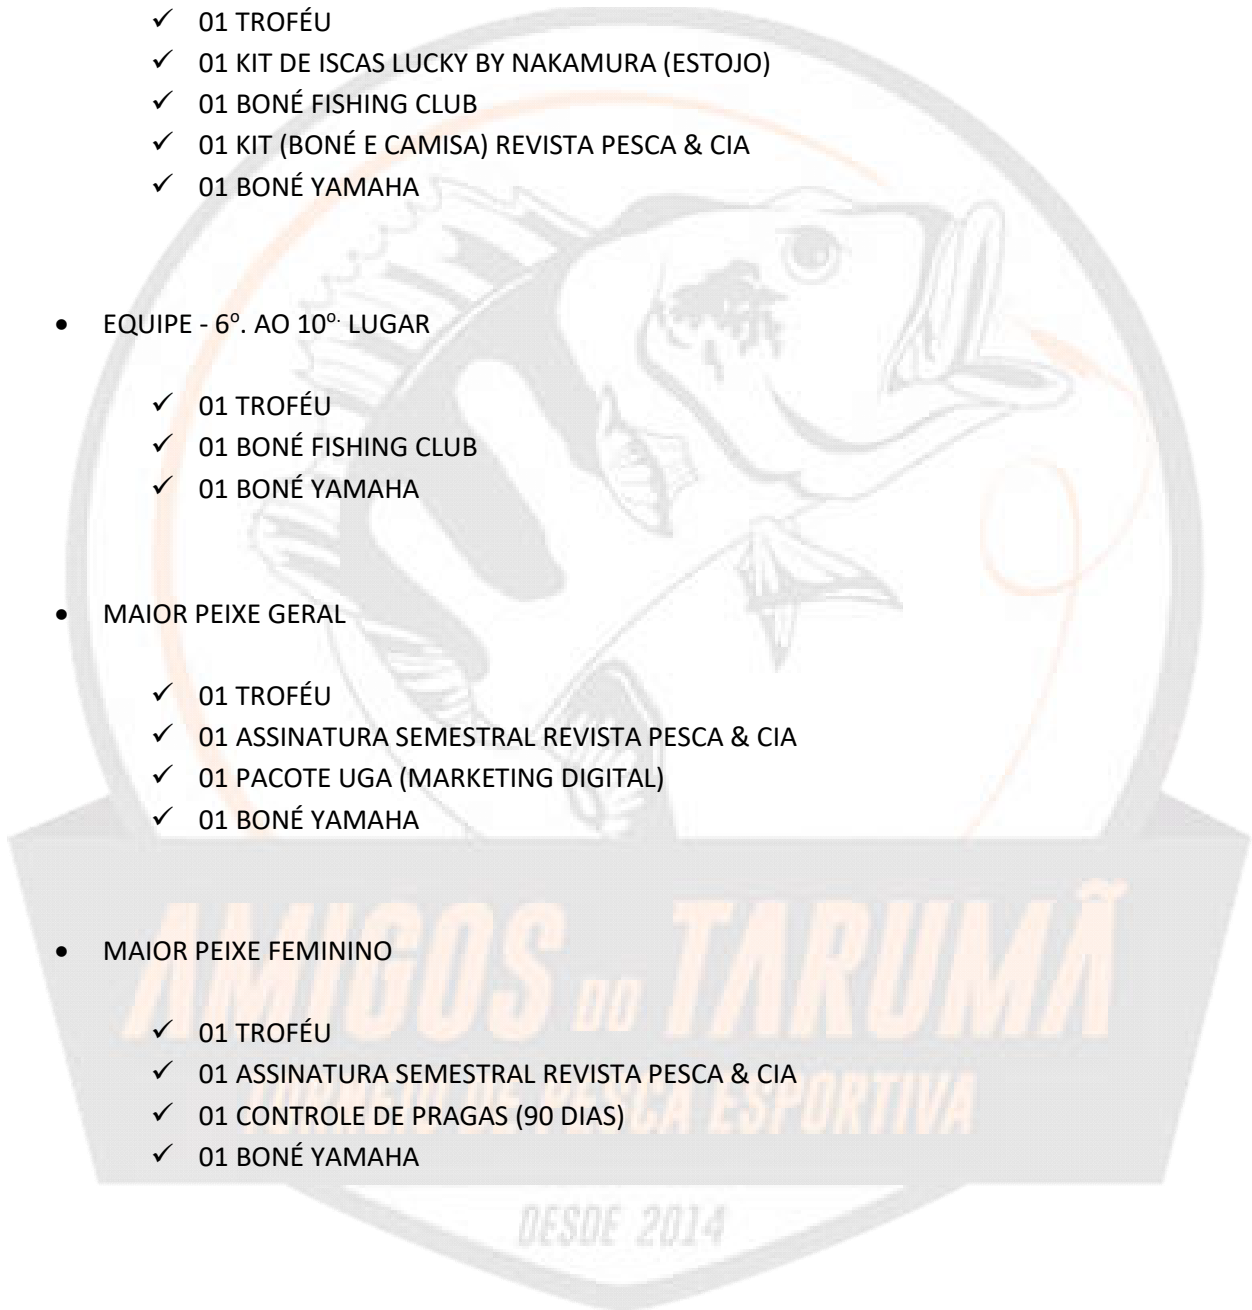 ✓ 01 TROFÉU
✓ 01 KIT DE ISCAS LUCKY BY NAKAMURA (ESTOJO)
✓ 01 BONÉ FISHING CLUB
✓ 01 KIT (BONÉ E CAMISA) REVISTA PESCA & CIA
✓ 01 BONÉ YAMAHA
• EQUIPE - 6º. AO 10º. LUGAR
✓ 01 TROFÉU
✓ 01 BONÉ FISHING CLUB
✓ 01 BONÉ YAMAHA
• MAIOR PEIXE GERAL
✓ 01 TROFÉU
✓ 01 ASSINATURA SEMESTRAL REVISTA PESCA & CIA
✓ 01 PACOTE UGA (MARKETING DIGITAL)
✓ 01 BONÉ YAMAHA
• MAIOR PEIXE FEMININO
✓ 01 TROFÉU
✓ 01 ASSINATURA SEMESTRAL REVISTA PESCA & CIA
✓ 01 CONTROLE DE PRAGAS (90 DIAS)
✓ 01 BONÉ YAMAHA
AMIGOS DO TARUMÃ
TORNEIO DE PESCA ESPORTIVA
DESDE 2014